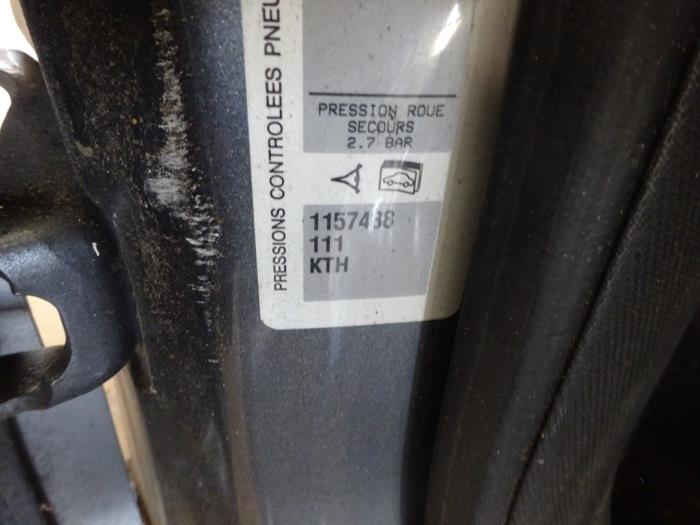 PRESSIONS CONTROLEES PNEU
PRESSION ROUE
SECOURS
2.7 BAR
1157438
111
KTH